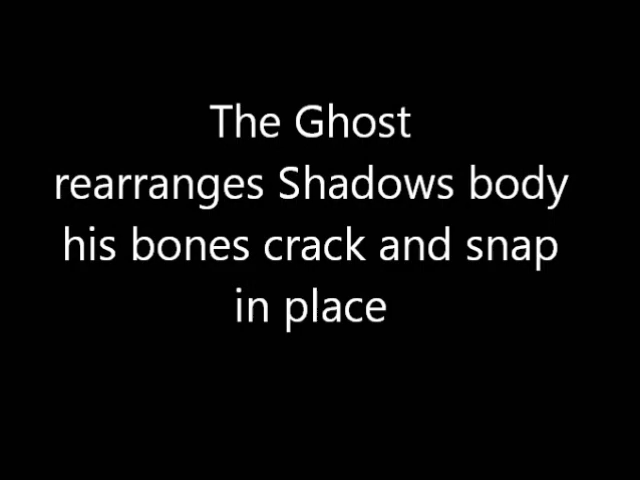 The Ghost
rearranges Shadows body
his bones crack and snap
in place